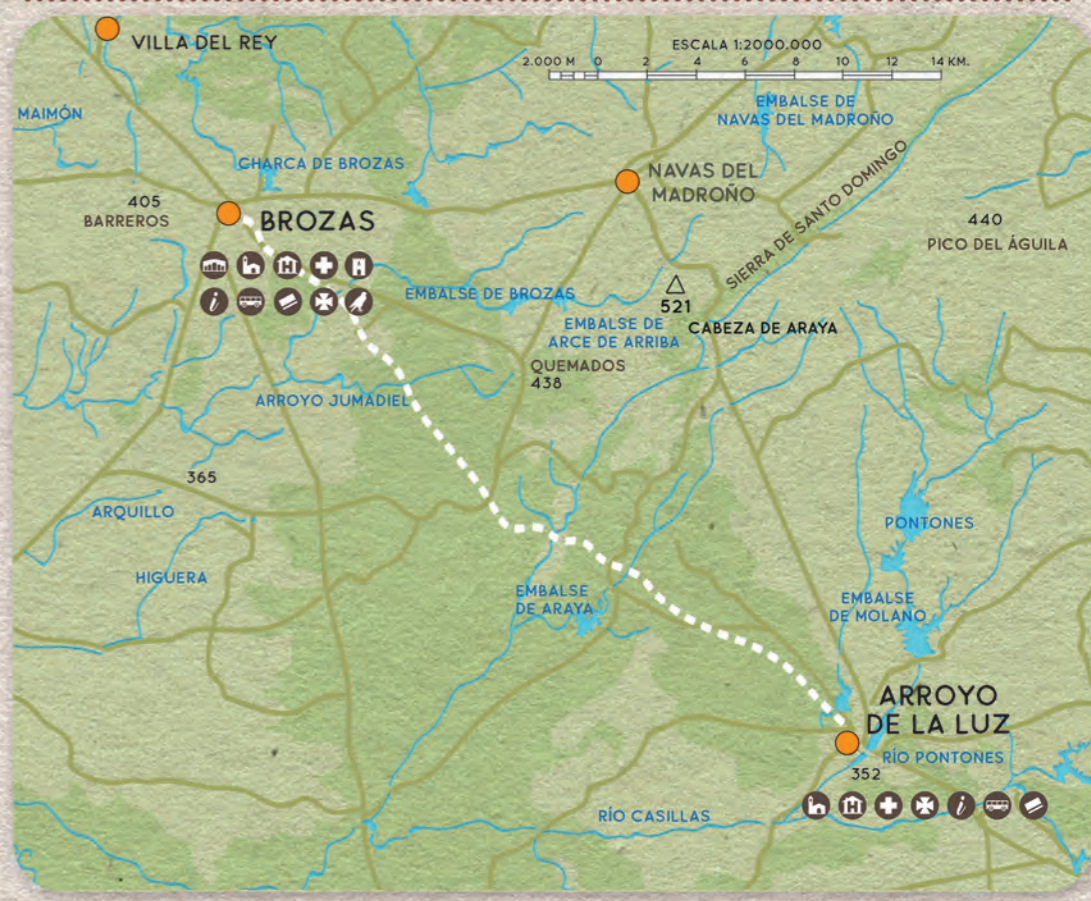 VILLA DEL REY
ESCALA 1:2000.000
2.000 M 0 2 4 6 8 10 12 14 KM.
MAIMÓN
EMBALSE DE
NAVAS DEL MADROÑO
CHARCA DE BROZAS
NAVAS DEL
MADROÑO
SIERRA DE SANTO DOMINGO
405
BARREROS
BROZAS
440
PICO DEL ÁGUILA
H
i
EMBALSE DE BROZAS
521
EMBALSE DE
ARCE DE ARRIBA
CABEZA DE ARAYA
QUEMADOS
438
ARROYO JUMADIEL
365
ARQUILLO
PONTONES
HIGUERA
EMBALSE
DE ARAYA
EMBALSE
DE MOLANO
ARROYO
DE LA LUZ
RÍO PONTONES
352
RÍO CASILLAS
H
i